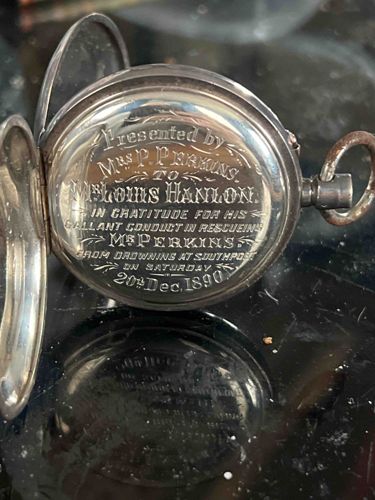 Presented by
Mrs P. Perkins,
TO
Mr Louis Hanlon.
IN GRATITUDE FOR HIS
GALLANT CONDUCT IN RESCUEING
Mr Perkins
FROM DROWNING AT SOUTHPORT
ON SATURDAY
20th Dec. 1890.